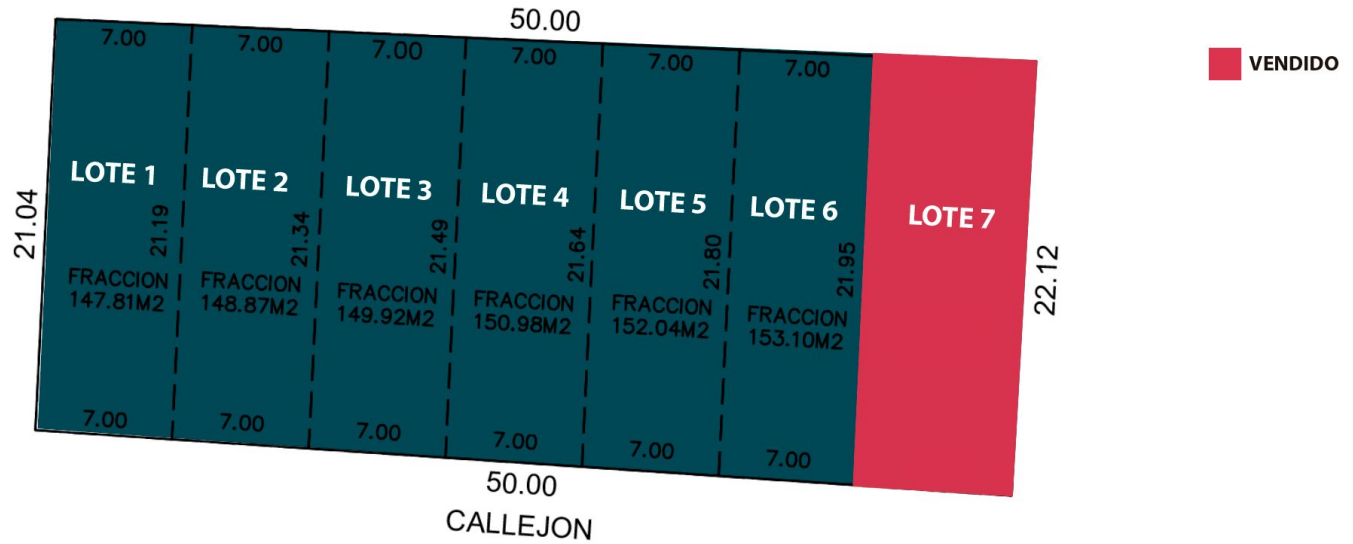 50.00
7.00 7.00 7.00 7.00 7.00 7.00
VENDIDO
LOTE 1 LOTE 2 LOTE 3 LOTE 4 LOTE 5 LOTE 6 LOTE 7
21.04 21.19 21.34 21.49 21.64 21.80 21.95 22.12
FRACCION FRACCION FRACCION FRACCION FRACCION FRACCION
147.81M2 148.87M2 149.92M2 150.98M2 152.04M2 153.10M2
7.00 7.00 7.00 7.00 7.00 7.00
50.00
CALLEJON